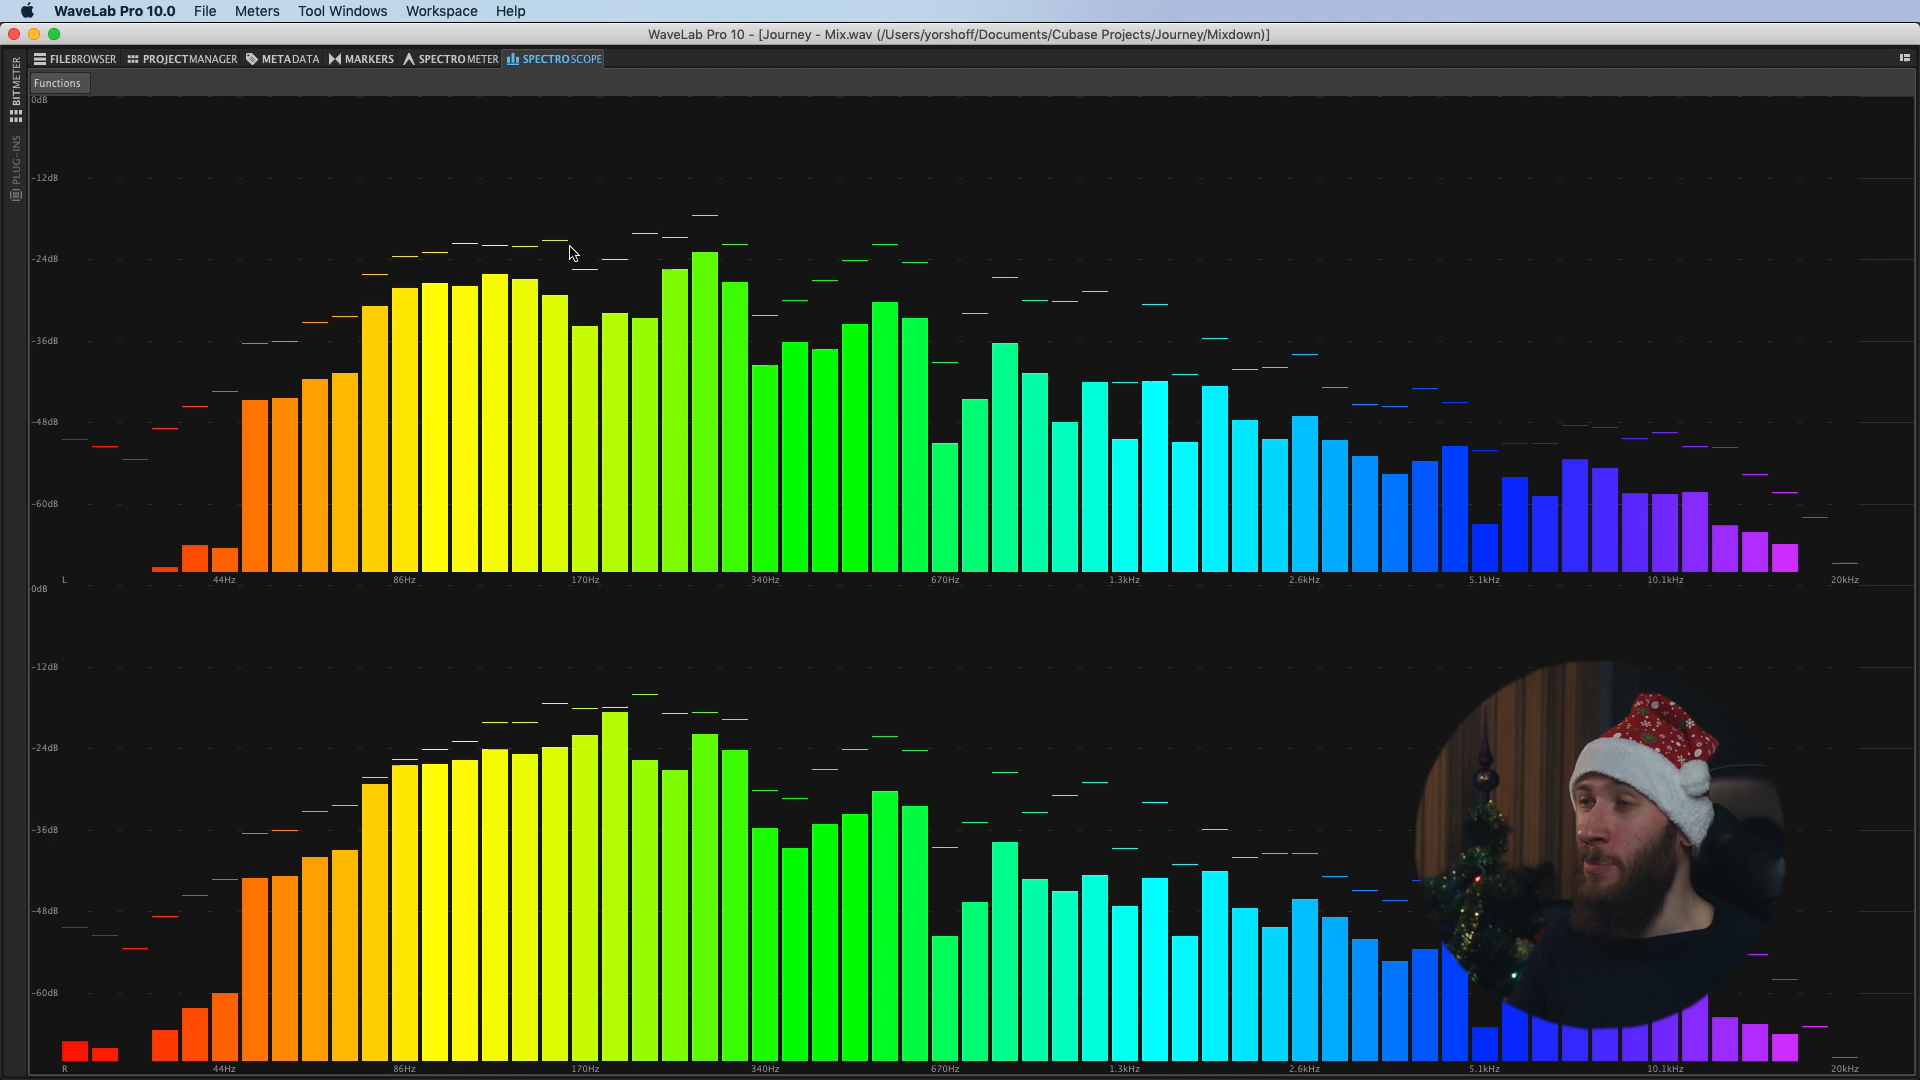 WaveLab Pro 10.0 File Meters Tool Windows Workspace Help
WaveLab Pro 10 - [Journey - Mix.wav (/Users/yorshoff/Documents/Cubase Projects/Journey/Mixdown)]
FILEBROWSER PROJECTMANAGER METADATA MARKERS SPECTROMETER SPECTROSCOPE
BITMETER
PLUG-INS
Functions
0dB
-12dB
-24dB
-36dB
-48dB
-60dB
L 44Hz 86Hz 170Hz 340Hz 670Hz 1.3kHz 2.6kHz 5.1kHz 10.1kHz 20kHz
0dB
-12dB
-24dB
-36dB
-48dB
-60dB
R 44Hz 86Hz 170Hz 340Hz 670Hz 1.3kHz 2.6kHz 5.1kHz 10.1kHz 20kHz